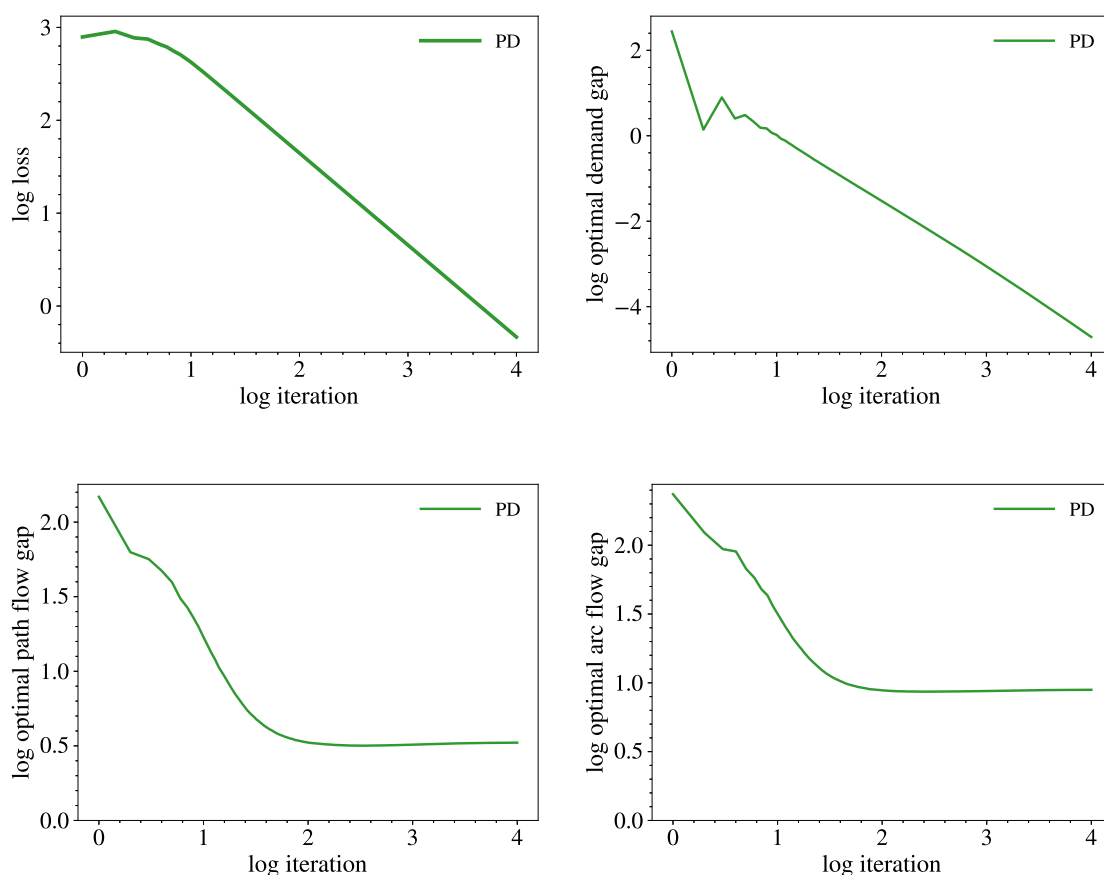 PD
log loss
3
2
1
0
0 1 2 3 4
log iteration
PD
log optimal demand gap
2
0
−2
−4
0 1 2 3 4
log iteration
PD
log optimal path flow gap
2.0
1.5
1.0
0.5
0.0
0 1 2 3 4
log iteration
PD
log optimal arc flow gap
2.0
1.5
1.0
0.5
0.0
0 1 2 3 4
log iteration